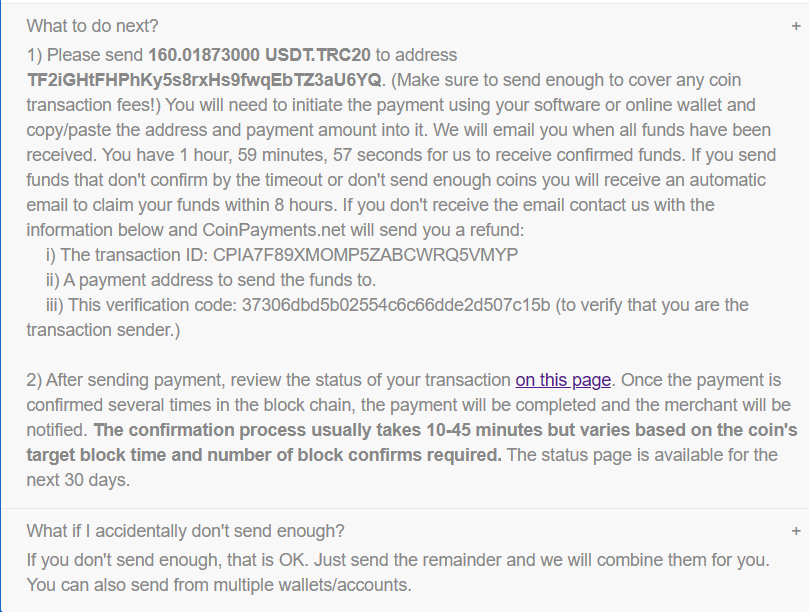 What to do next? +
1) Please send 160.01873000 USDT.TRC20 to address
TF2iGHtFHPhKy5s8rxHs9fwqEbTZ3aU6YQ. (Make sure to send enough to cover any coin
transaction fees!) You will need to initiate the payment using your software or online wallet and
copy/paste the address and payment amount into it. We will email you when all funds have been
received. You have 1 hour, 59 minutes, 57 seconds for us to receive confirmed funds. If you send
funds that don't confirm by the timeout or don't send enough coins you will receive an automatic
email to claim your funds within 8 hours. If you don't receive the email contact us with the
information below and CoinPayments.net will send you a refund:
i) The transaction ID: CPIA7F89XMOMP5ZABCWRQ5VMYP
ii) A payment address to send the funds to.
iii) This verification code: 37306dbd5b02554c6c66dde2d507c15b (to verify that you are the
transaction sender.)
2) After sending payment, review the status of your transaction on this page. Once the payment is
confirmed several times in the block chain, the payment will be completed and the merchant will be
notified. The confirmation process usually takes 10-45 minutes but varies based on the coin's
target block time and number of block confirms required. The status page is available for the
next 30 days.
What if I accidentally don't send enough? +
If you don't send enough, that is OK. Just send the remainder and we will combine them for you.
You can also send from multiple wallets/accounts.